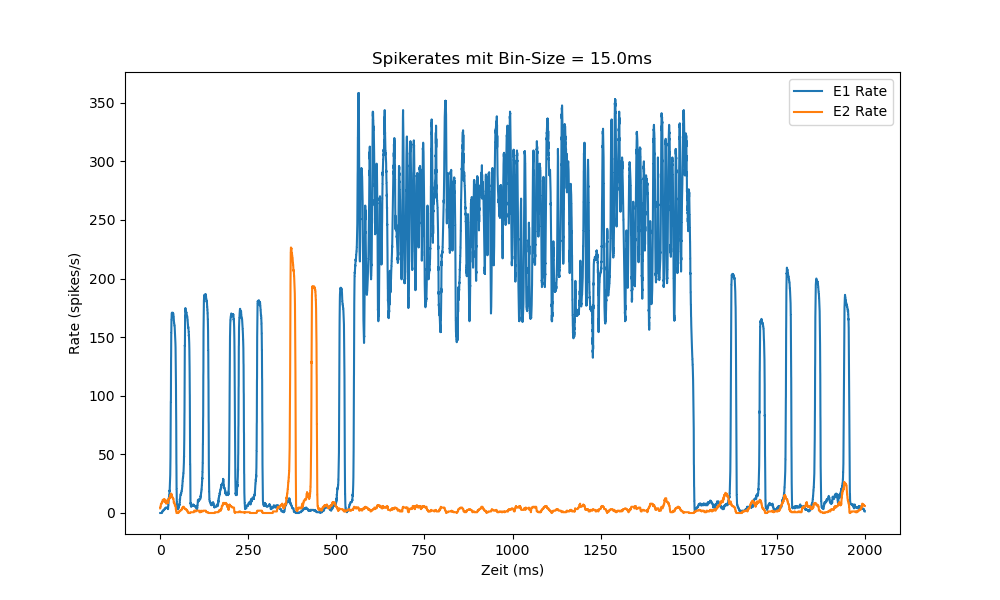 Spikerates mit Bin-Size = 15.0ms
E1 Rate
E2 Rate
350
300
250
200
150
100
50
0
Rate (spikes/s)
0 250 500 750 1000 1250 1500 1750 2000
Zeit (ms)